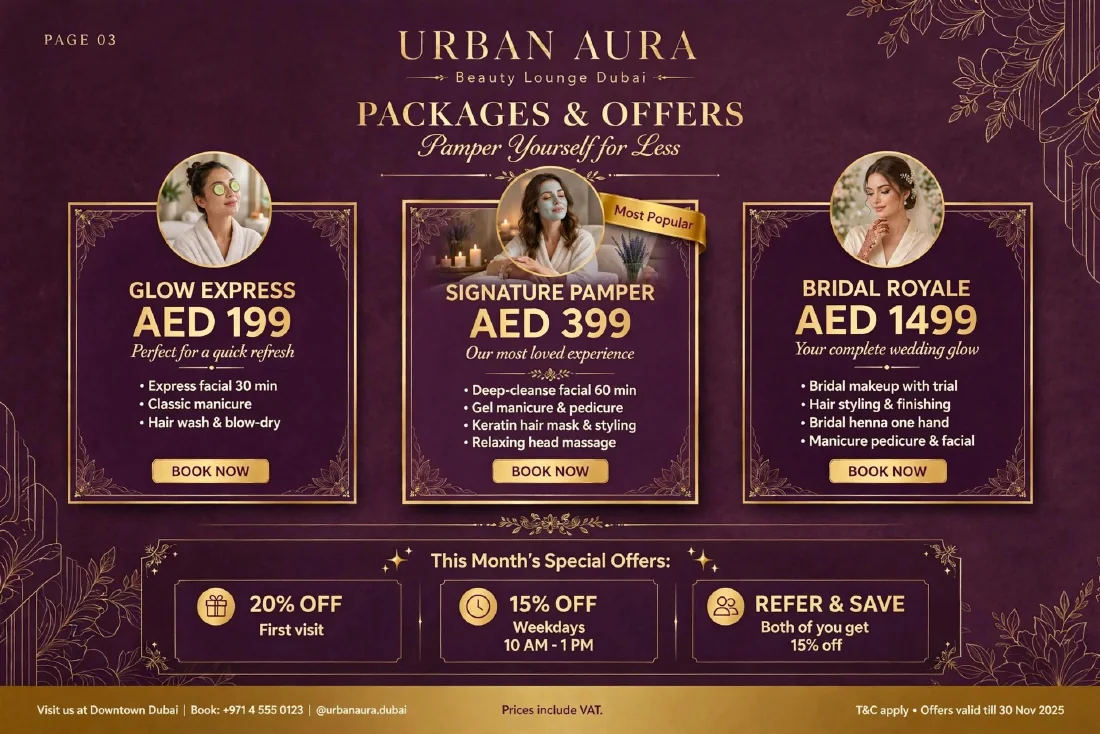 PAGE 03
URBAN AURA
Beauty Lounge Dubai
PACKAGES & OFFERS
Pamper Yourself for Less
GLOW EXPRESS
AED 199
Perfect for a quick refresh
• Express facial 30 min
• Classic manicure
• Hair wash & blow-dry
BOOK NOW
Most Popular
SIGNATURE PAMPER
AED 399
Our most loved experience
• Deep-cleanse facial 60 min
• Gel manicure & pedicure
• Keratin hair mask & styling
• Relaxing head massage
BOOK NOW
BRIDAL ROYALE
AED 1499
Your complete wedding glow
• Bridal makeup with trial
• Hair styling & finishing
• Bridal henna one hand
• Manicure pedicure & facial
BOOK NOW
This Month's Special Offers:
20% OFF
First visit
15% OFF
Weekdays
10 AM - 1 PM
REFER & SAVE
Both of you get
15% off
Visit us at Downtown Dubai | Book: +971 4 555 0123 | @urbanaura.dubai
Prices include VAT.
T&C apply • Offers valid till 30 Nov 2025